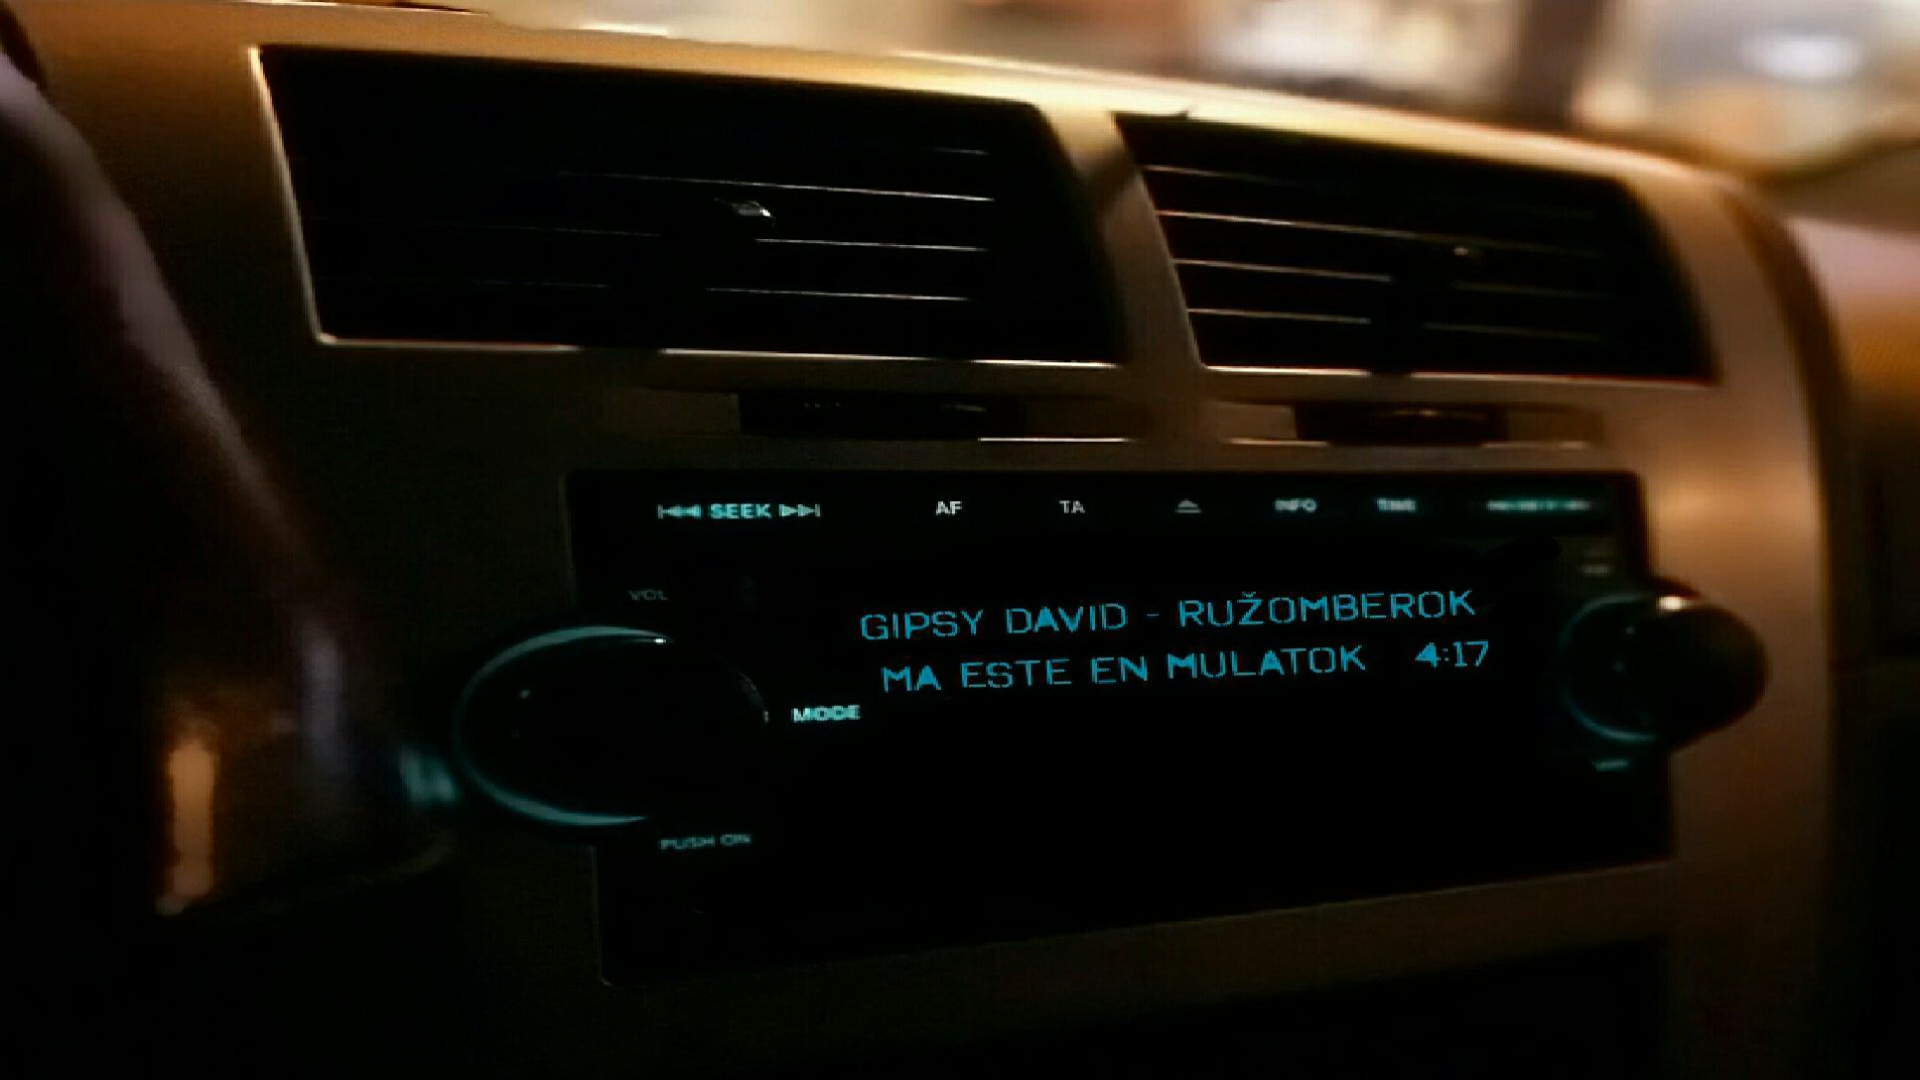 SEEK AF TA INFO
VOL
GIPSY DAVID - RUŽOMBEROK
MA ESTE EN MULATOK 4:17
MODE
PUSH ON